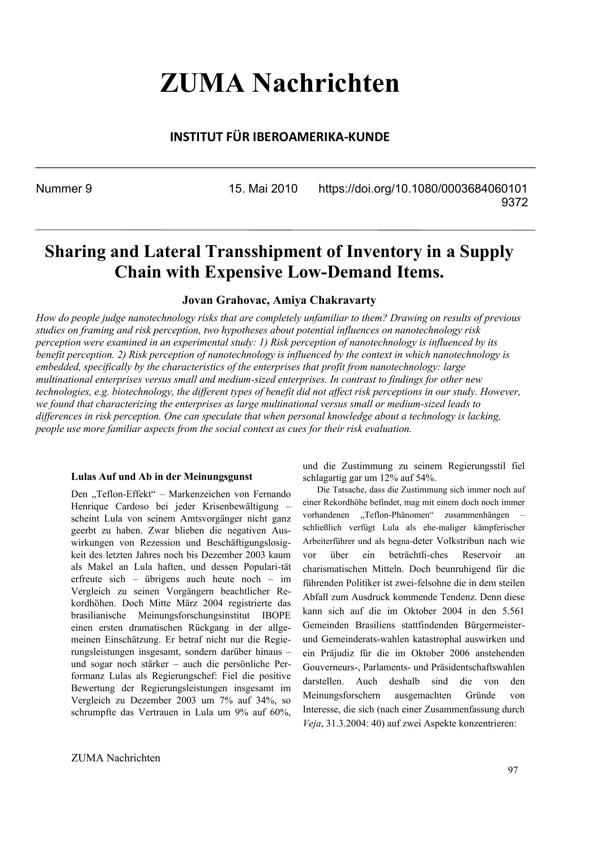 ZUMA Nachrichten
INSTITUT FÜR IBEROAMERIKA-KUNDE
Nummer 9 15. Mai 2010 https://doi.org/10.1080/0003684060101
9372
Sharing and Lateral Transshipment of Inventory in a Supply
Chain with Expensive Low-Demand Items.
Jovan Grahovac, Amiya Chakravarty
How do people judge nanotechnology risks that are completely unfamiliar to them? Drawing on results of previous
studies on framing and risk perception, two hypotheses about potential influences on nanotechnology risk
perception were examined in an experimental study: 1) Risk perception of nanotechnology is influenced by its
benefit perception. 2) Risk perception of nanotechnology is influenced by the context in which nanotechnology is
embedded, specifically by the characteristics of the enterprises that profit from nanotechnology: large
multinational enterprises versus small and medium-sized enterprises. In contrast to findings for other new
technologies, e.g. biotechnology, the different types of benefit did not affect risk perceptions in our study. However,
we found that characterizing the enterprises as large multinational versus small or medium-sized leads to
differences in risk perception. One can speculate that when personal knowledge about a technology is lacking,
people use more familiar aspects from the social context as cues for their risk evaluation.
Lulas Auf und Ab in der Meinungsgunst
Den „Teflon-Effekt“ – Markenzeichen von Fernando
Henrique Cardoso bei jeder Krisenbewältigung –
scheint Lula von seinem Amtsvorgänger nicht ganz
geerbt zu haben. Zwar blieben die negativen Aus-
wirkungen von Rezession und Beschäftigungslosig-
keit des letzten Jahres noch bis Dezember 2003 kaum
als Makel an Lula haften, und dessen Populari-tät
erfreute sich – übrigens auch heute noch – im
Vergleich zu seinen Vorgängern beachtlicher Re-
kordhöhen. Doch Mitte März 2004 registrierte das
brasilianische Meinungsforschungsinstitut IBOPE
einen ersten dramatischen Rückgang in der allge-
meinen Einschätzung. Er betraf nicht nur die Regie-
rungsleistungen insgesamt, sondern darüber hinaus –
und sogar noch stärker – auch die persönliche Per-
formanz Lulas als Regierungschef: Fiel die positive
Bewertung der Regierungsleistungen insgesamt im
Vergleich zu Dezember 2003 um 7% auf 34%, so
schrumpfte das Vertrauen in Lula um 9% auf 60%,
und die Zustimmung zu seinem Regierungsstil fiel
schlagartig gar um 12% auf 54%.
Die Tatsache, dass die Zustimmung sich immer noch auf
einer Rekordhöhe befindet, mag mit einem doch noch immer
vorhandenen „Teflon-Phänomen“ zusammenhängen –
schließlich verfügt Lula als ehe-maliger kämpferischer
Arbeiterführer und als begna-deter Volkstribun nach wie
vor über ein beträchtli-ches Reservoir an
charismatischen Mitteln. Doch beunruhigend für die
führenden Politiker ist zwei-felsohne die in dem steilen
Abfall zum Ausdruck kommende Tendenz. Denn diese
kann sich auf die im Oktober 2004 in den 5.561
Gemeinden Brasiliens stattfindenden Bürgermeister-
und Gemeinderats-wahlen katastrophal auswirken und
ein Präjudiz für die im Oktober 2006 anstehenden
Gouverneurs-, Parlaments- und Präsidentschaftswahlen
darstellen. Auch deshalb sind die von den
Meinungsforschern ausgemachten Gründe von
Interesse, die sich (nach einer Zusammenfassung durch
Veja, 31.3.2004: 40) auf zwei Aspekte konzentrieren:
ZUMA Nachrichten
97